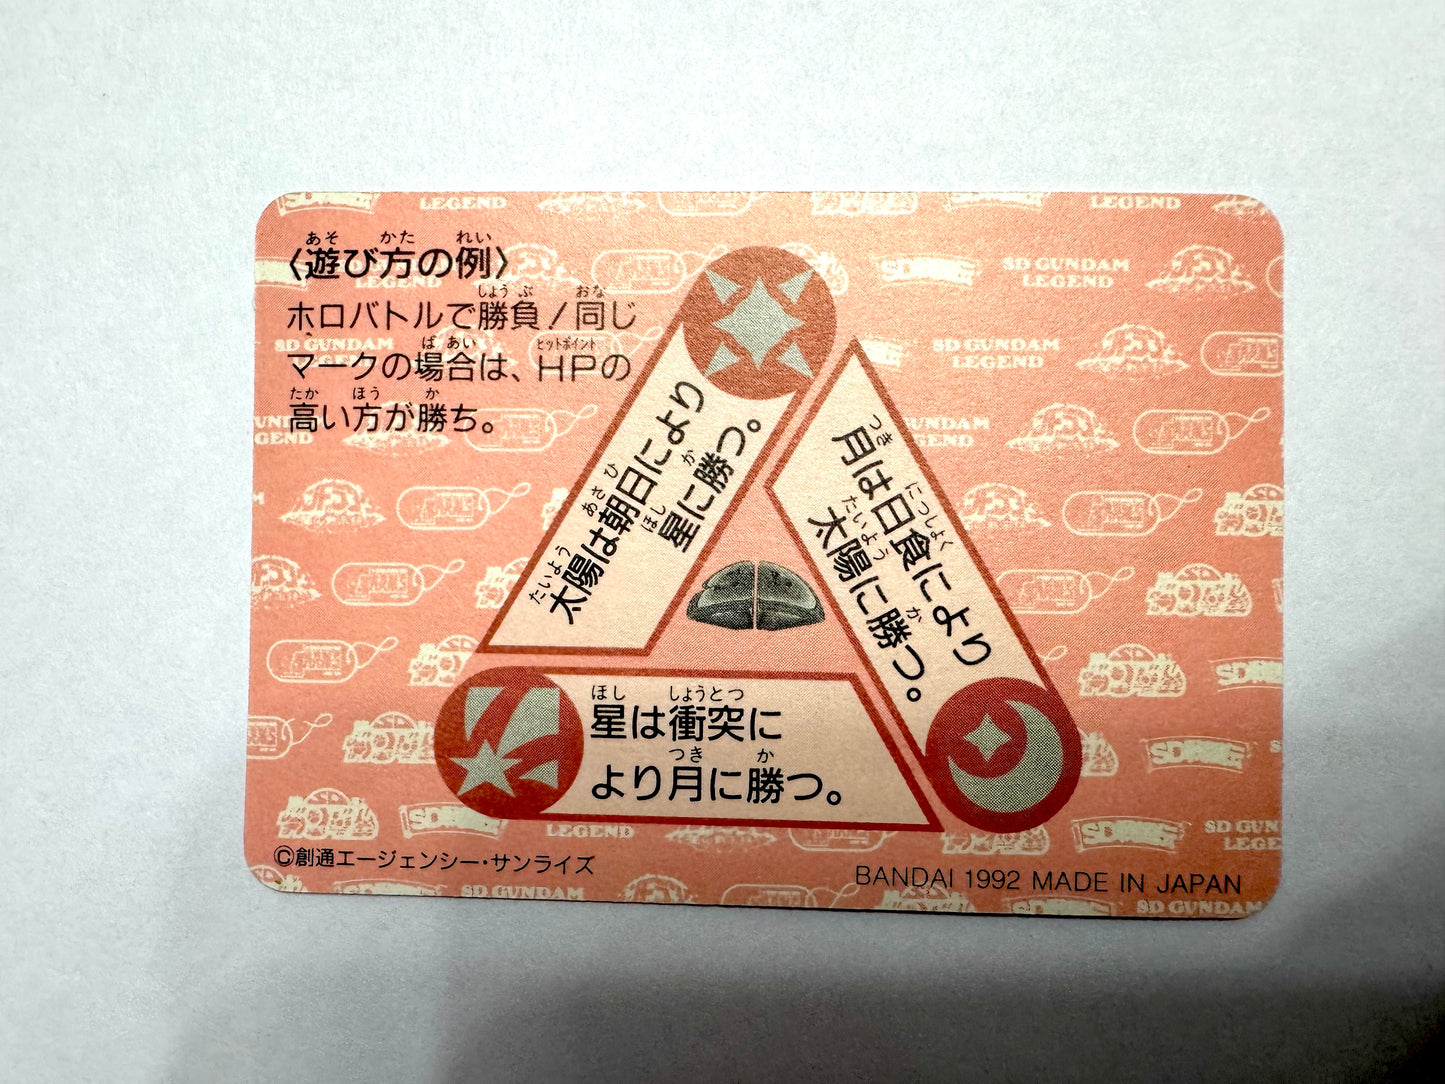 〈遊び方の例〉
ホロバトルで勝負！同じ
マークの場合は、HPの
高い方が勝ち。
太陽は朝日により
星に勝つ。
月は日食により
太陽に勝つ。
星は衝突に
より月に勝つ。
©創通エージェンシー・サンライズ
BANDAI 1992 MADE IN JAPAN
SD GUNDAM
LEGEND